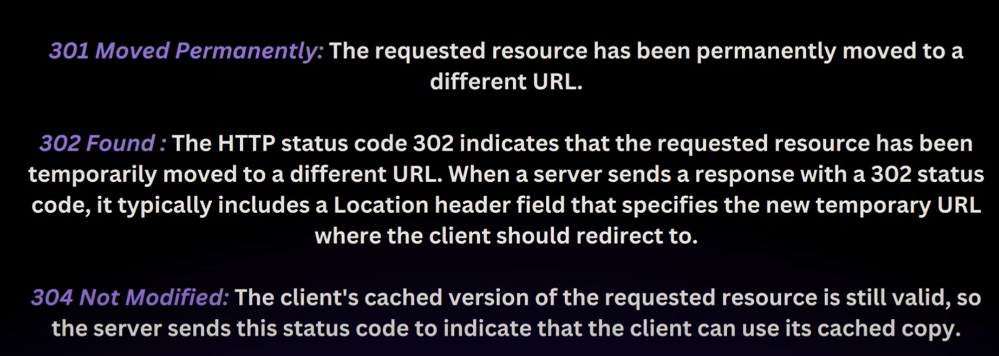 301 Moved Permanently: The requested resource has been permanently moved to a
different URL.
302 Found : The HTTP status code 302 indicates that the requested resource has been
temporarily moved to a different URL. When a server sends a response with a 302 status
code, it typically includes a Location header field that specifies the new temporary URL
where the client should redirect to.
304 Not Modified: The client's cached version of the requested resource is still valid, so
the server sends this status code to indicate that the client can use its cached copy.